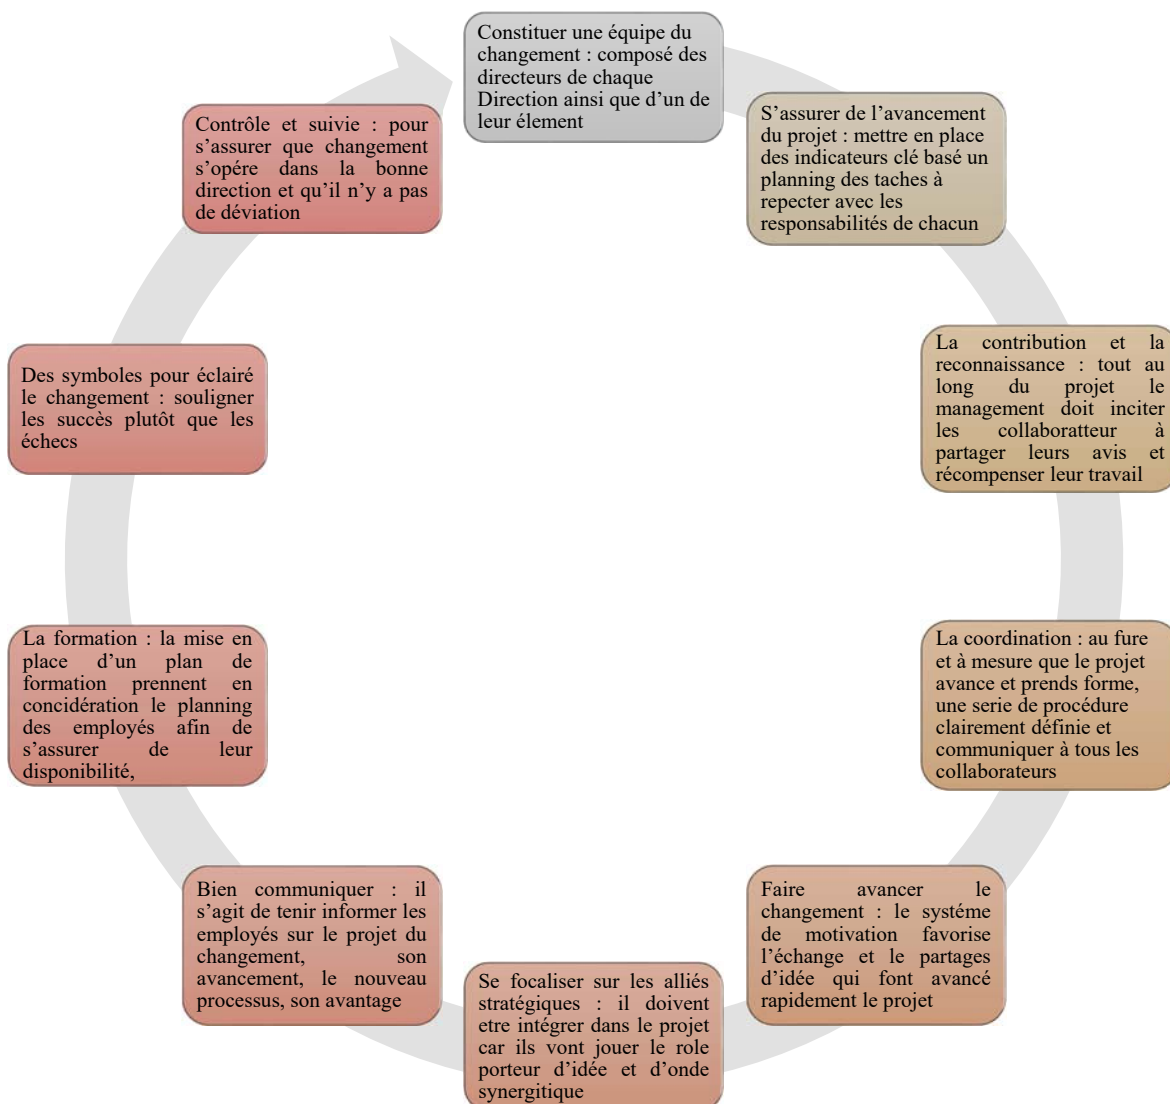 Constituer une équipe du
changement : composé des
directeurs de chaque
Direction ainsi que d’un de
leur élement
S’assurer de l’avancement
du projet : mettre en place
des indicateurs clé basé un
planning des taches à
repecter avec les
responsabilités de chacun
La contribution et la
reconnaissance : tout au
long du projet le
management doit inciter
les collaboratteur à
partager leurs avis et
récompenser leur travail
La coordination : au fure
et à mesure que le projet
avance et prends forme,
une serie de procédure
clairement définie et
communiquer à tous les
collaborateurs
Faire avancer le
changement : le systéme
de motivation favorise
l’échange et le partages
d’idée qui font avancé
rapidement le projet
Se focaliser sur les alliés
stratégiques : il doivent
etre intégrer dans le projet
car ils vont jouer le role
porteur d’idée et d’onde
synergitique
Bien communiquer : il
s’agit de tenir informer les
employés sur le projet du
changement, son
avancement, le nouveau
processus, son avantage
La formation : la mise en
place d’un plan de
formation prennent en
concidération le planning
des employés afin de
s’assurer de leur
disponibilité,
Des symboles pour éclairé
le changement : souligner
les succès plutôt que les
échecs
Contrôle et suivie : pour
s’assurer que changement
s’opére dans la bonne
direction et qu’il n’y a pas
de déviation